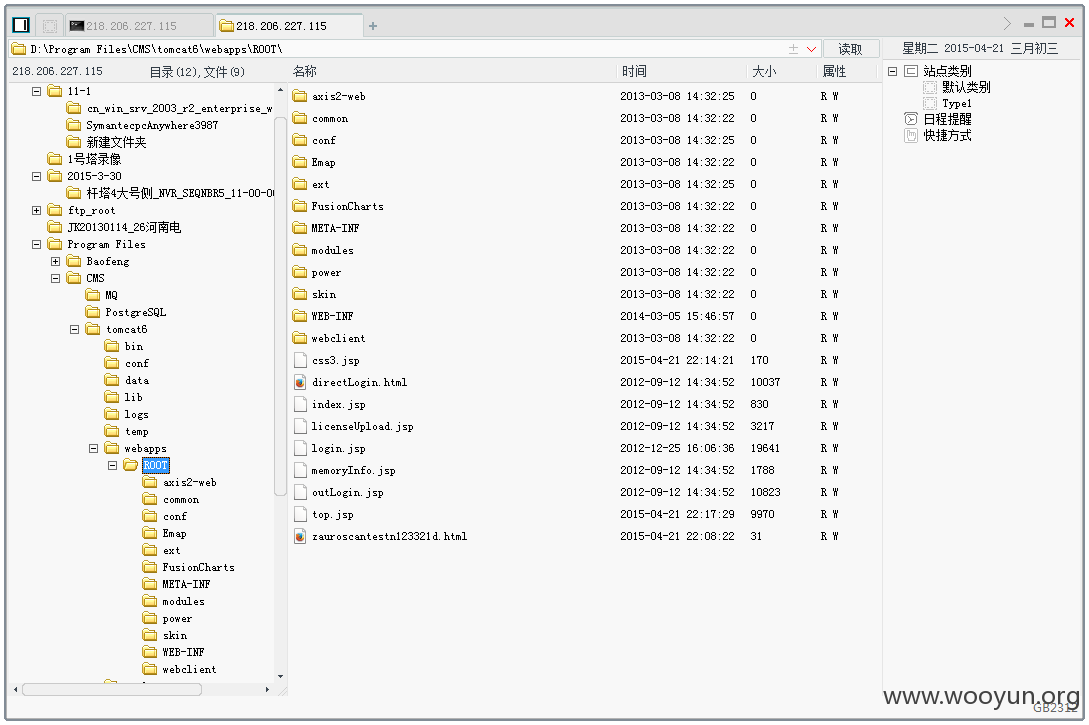 218.206.227.115
218.206.227.115
D:\Program Files\CMS\tomcat6\webapps\ROOT\
读取
星期二 2015-04-21 三月初三
218.206.227.115 目录(12),文件(9)
11-1
cn_win_srv_2003_r2_enterprise_w
SymantecpcAnywhere3987
新建文件夹
1号塔录像
2015-3-30
杆塔4大号侧_NVR_SEQNBR5_11-00-00
ftp_root
JK20130114_26河南电
Program Files
Baofeng
CMS
MQ
PostgreSQL
tomcat6
bin
conf
data
lib
logs
temp
webapps
ROOT
axis2-web
common
conf
Emap
ext
FusionCharts
META-INF
modules
power
skin
WEB-INF
webclient
名称 时间 大小 属性
axis2-web 2013-03-08 14:32:25 0 R W
common 2013-03-08 14:32:22 0 R W
conf 2013-03-08 14:32:25 0 R W
Emap 2013-03-08 14:32:22 0 R W
ext 2013-03-08 14:32:25 0 R W
FusionCharts 2013-03-08 14:32:22 0 R W
META-INF 2013-03-08 14:32:22 0 R W
modules 2013-03-08 14:32:22 0 R W
power 2013-03-08 14:32:22 0 R W
skin 2013-03-08 14:32:22 0 R W
WEB-INF 2014-03-05 15:46:57 0 R W
webclient 2013-03-08 14:32:22 0 R W
css3.jsp 2015-04-21 22:14:21 170 R W
directLogin.html 2012-09-12 14:34:52 10037 R W
index.jsp 2012-09-12 14:34:52 830 R W
licenseUpload.jsp 2012-09-12 14:34:52 3217 R W
login.jsp 2012-12-25 16:06:36 19641 R W
memoryInfo.jsp 2012-09-12 14:34:52 1788 R W
outLogin.jsp 2012-09-12 14:34:52 10823 R W
top.jsp 2015-04-21 22:17:29 9970 R W
zauroscantestn123321d.html 2015-04-21 22:08:22 31 R W
站点类别
默认类别
Type1
日程提醒
快捷方式
www.wooyun.org
GB2312